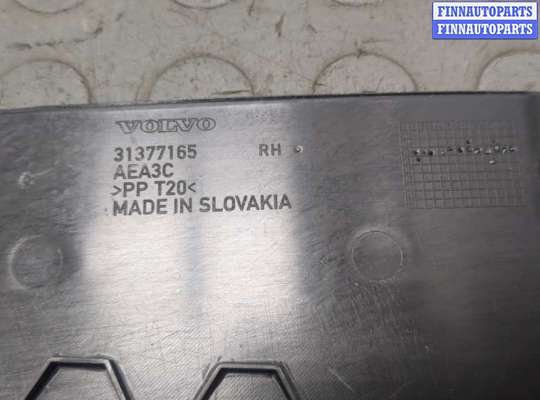 FINNAUTOPARTS
FINNAUTOPARTS
VOLVO
31377165 RH
AEA3C
>PP T20<
MADE IN SLOVAKIA